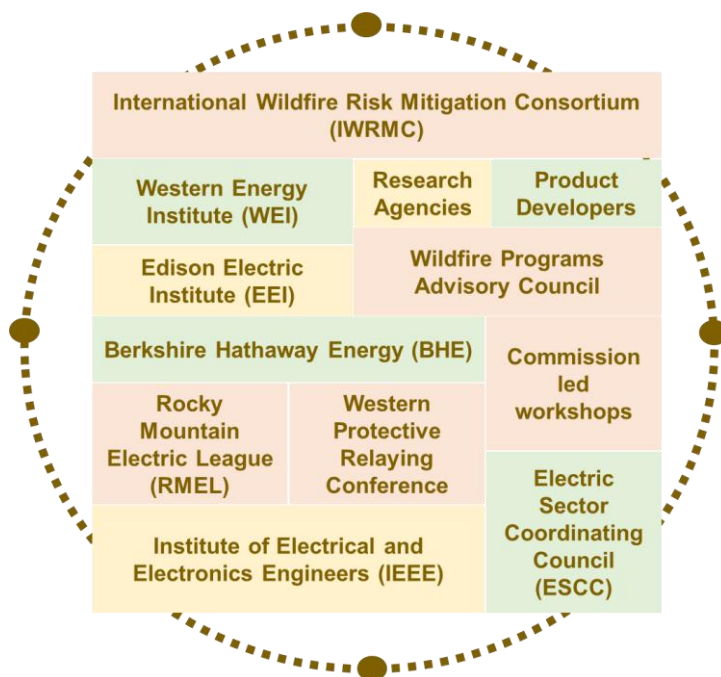 International Wildfire Risk Mitigation Consortium
(IWRMC)
Western Energy
Institute (WEI)
Research
Agencies
Product
Developers
Edison Electric
Institute (EEI)
Wildfire Programs
Advisory Council
Berkshire Hathaway Energy (BHE)
Commission
led
workshops
Rocky
Mountain
Electric League
(RMEL)
Western
Protective
Relaying
Conference
Electric
Sector
Coordinating
Council
(ESCC)
Institute of Electrical and
Electronics Engineers (IEEE)